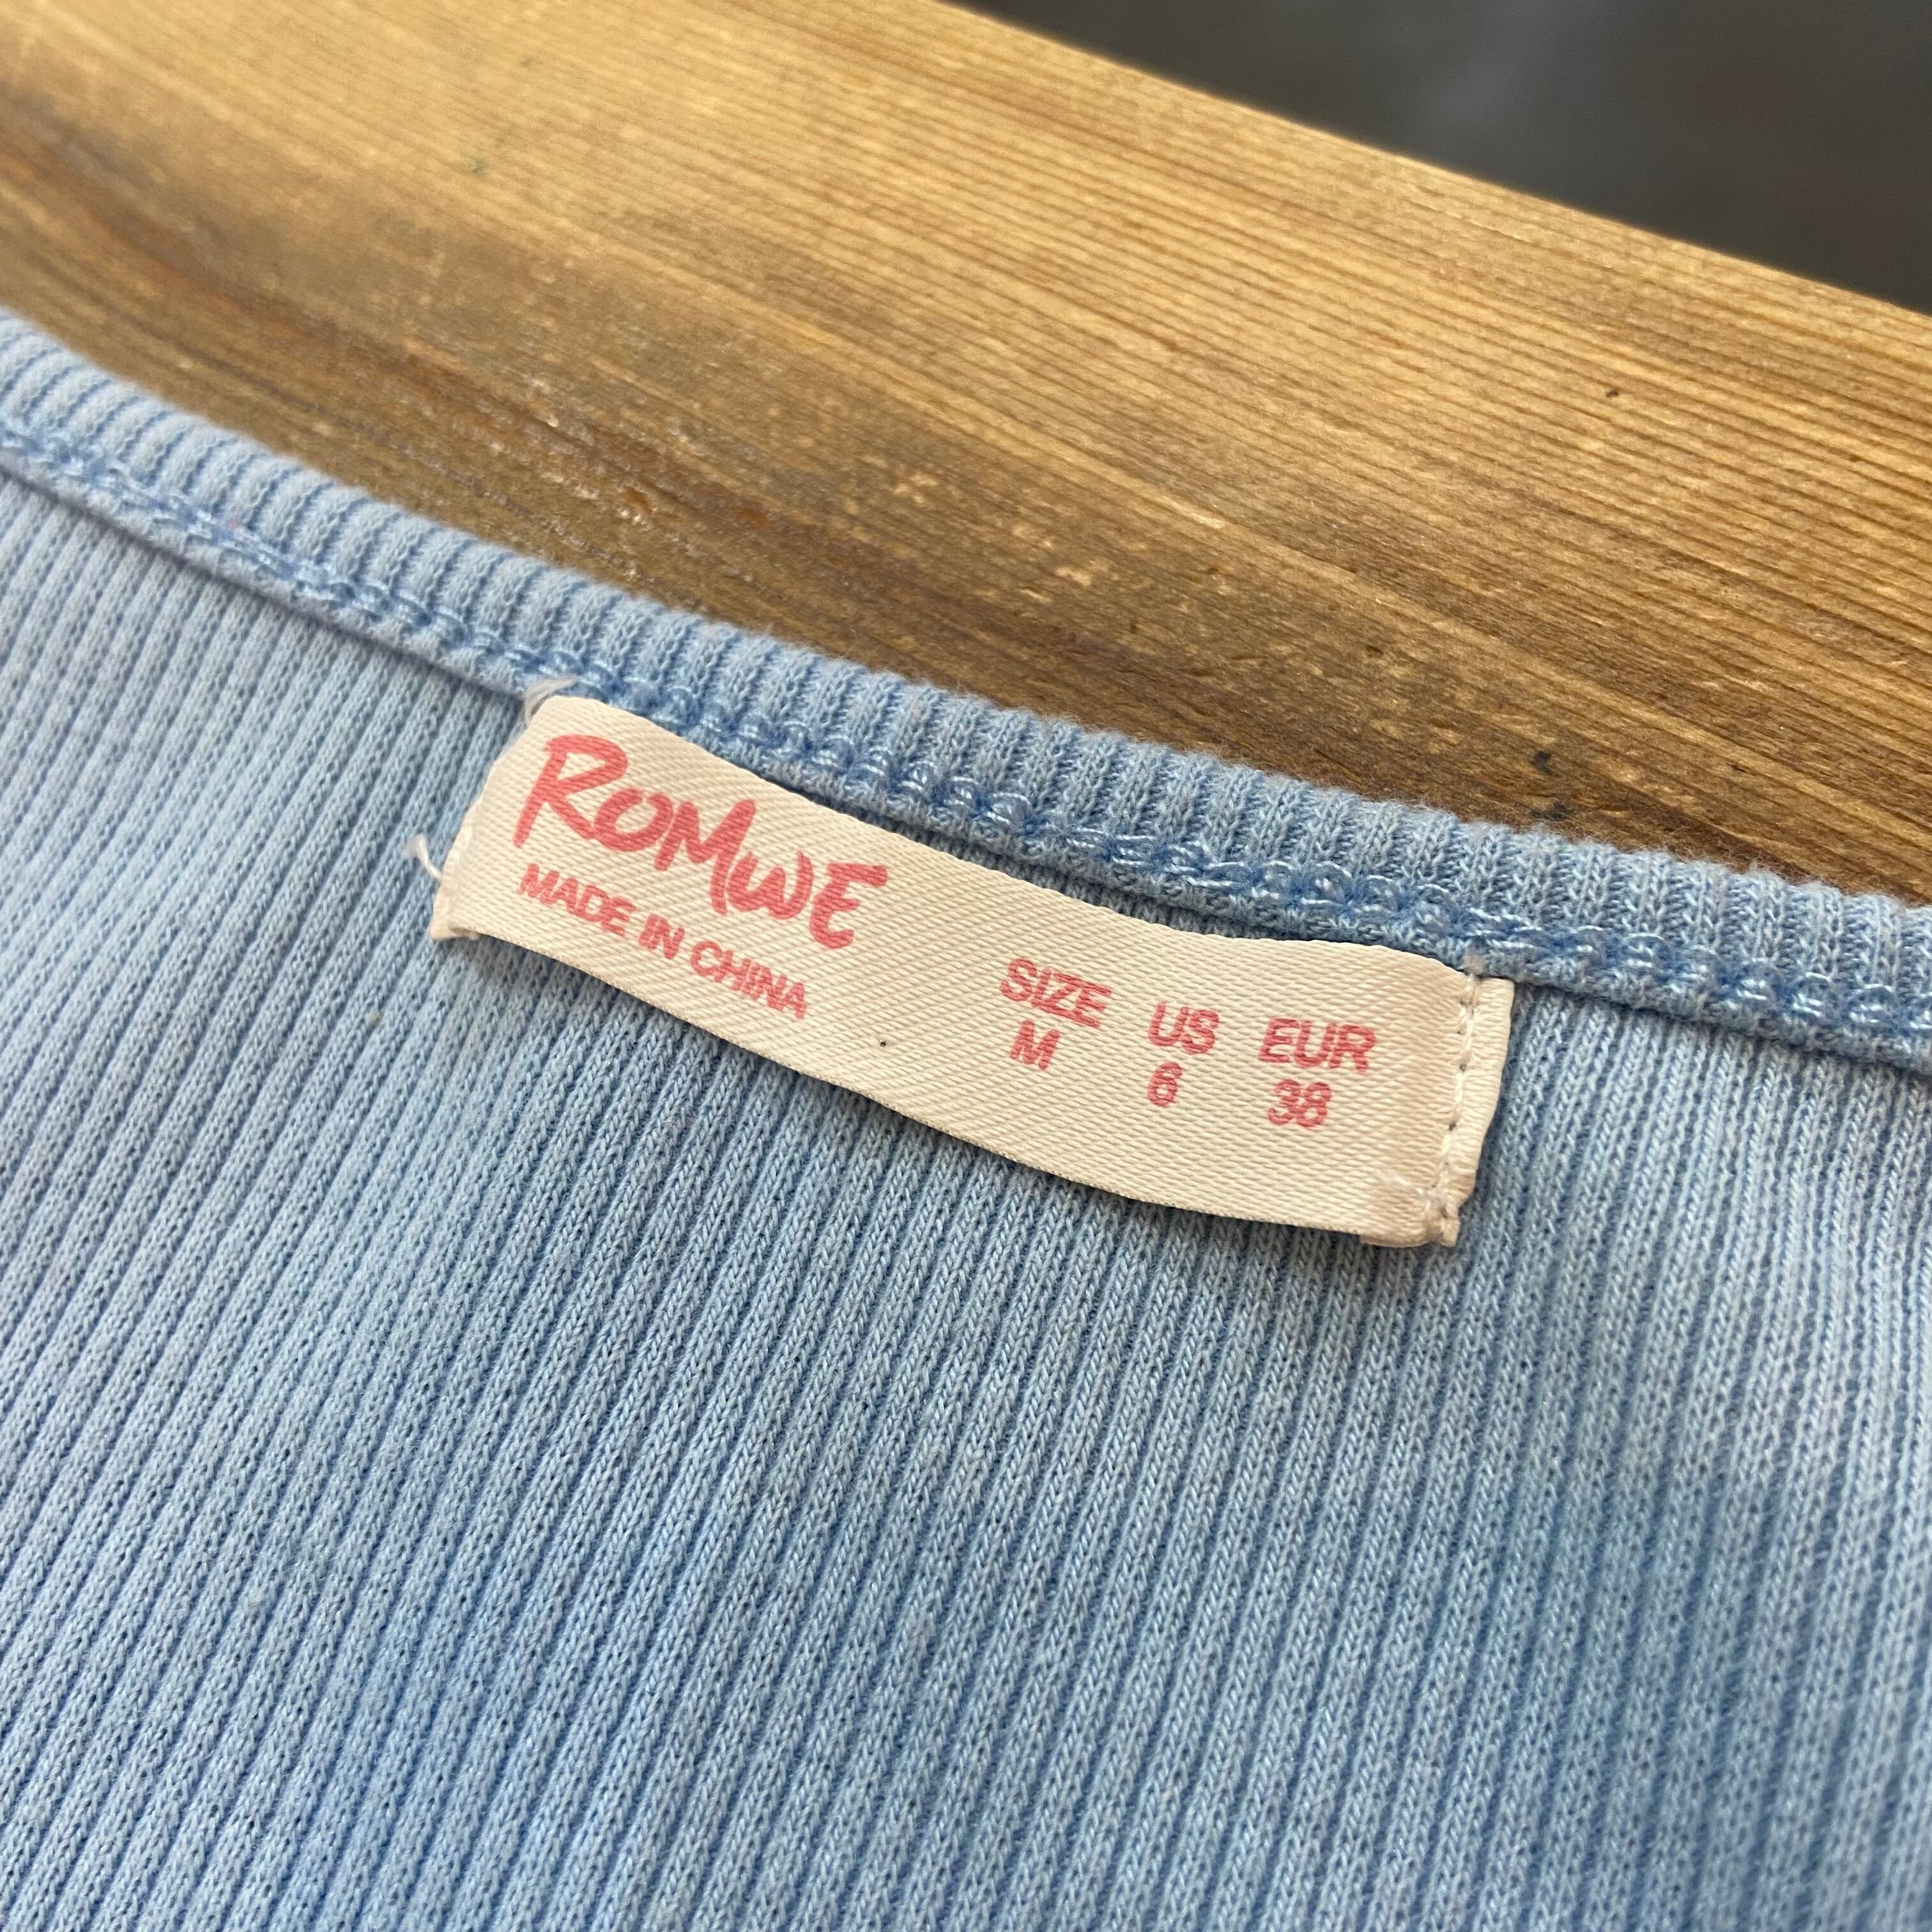 ROMWE
MADE IN CHINA
SIZE US EUR
M 6 38